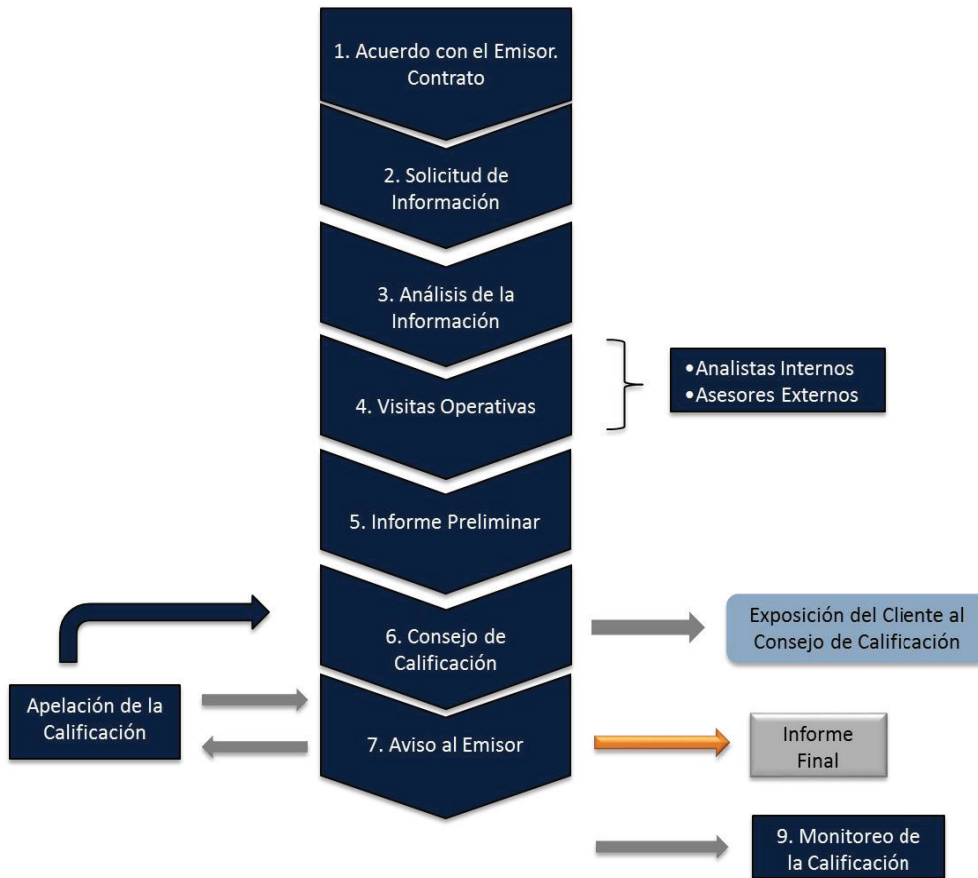 1. Acuerdo con el Emisor.
Contrato
2. Solicitud de
Información
3. Análisis de la
Información
4. Visitas Operativas
•Analistas Internos
•Asesores Externos
5. Informe Preliminar
6. Consejo de
Calificación
Exposición del Cliente al
Consejo de Calificación
Apelación de la
Calificación
7. Aviso al Emisor
Informe
Final
9. Monitoreo de
la Calificación